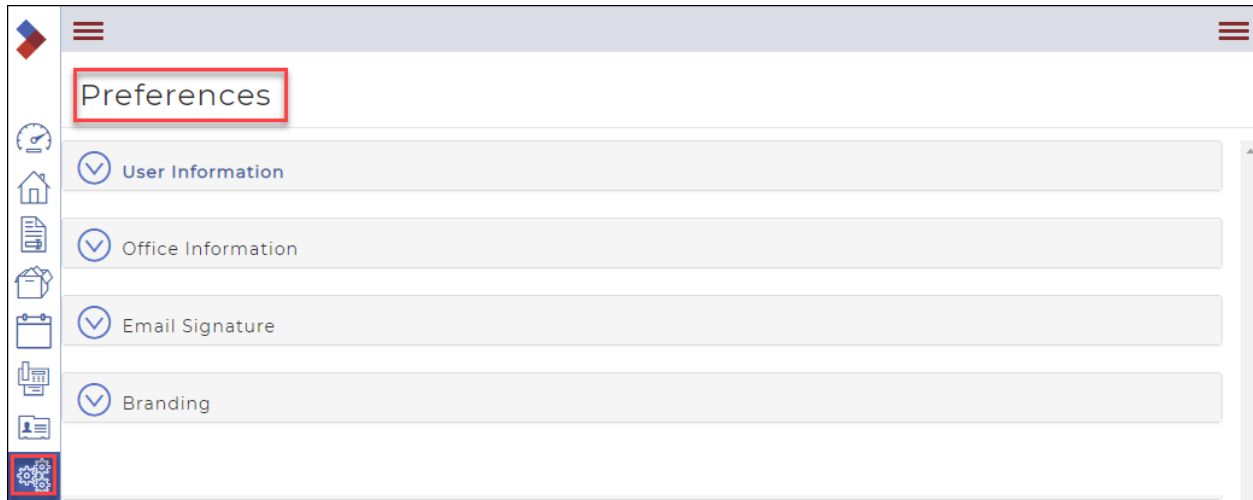 Preferences
User Information
Office Information
Email Signature
Branding